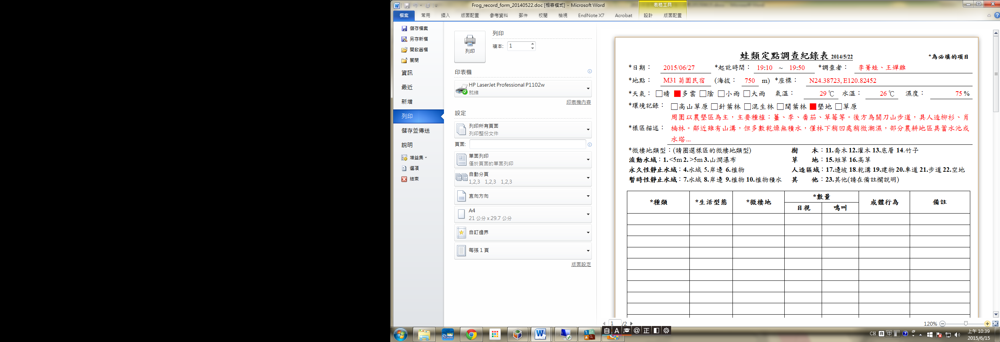 Frog_record_form_20140522.doc [相容模式] - Microsoft Word
表格工具
檔案 常用 插入 版面配置 參考資料 郵件 校閱 檢視 EndNote X7 Acrobat 設計 版面配置
儲存檔案
另存新檔
開啟舊檔
關閉
資訊
最近
新增
列印
儲存並傳送
說明
增益集
選項
結束
列印
列印
複本: 1
印表機
HP LaserJet Professional P1102w
就緒
印表機內容
設定
列印所有頁面
列印整份文件
頁面:
單面列印
僅於頁面的單面列印
自動分頁
1,2,3 1,2,3 1,2,3
直向方向
A4
21 公分 x 29.7 公分
自訂邊界
每張 1 頁
版面設定
蛙類定點調查紀錄表 2014/5/22
*為必填的項目
*日期： 2015/06/27 *起訖時間： 19:10 ~ 19:50 *調查者： 李菁蛙、王嬋雛
*地點： M31 菊園民宿 (海拔： 750 m) *座標： N24.38723, E120.82452
*天氣： □晴 ■多雲 □陰 □小雨 □大雨 氣溫： 29 ℃ 水溫： 26 ℃ 濕度： 75 %
*環境記錄： □高山草原 □針葉林 □混生林 □闊葉林 ■墾地 □草原
*樣區描述： 周圍以農墾區為主，主要種植：薑、李、番茄、草莓等。後方為關刀山步道，具人造柳杉、肖
楠林。鄰近雖有山溝，但多數乾燥無積水，僅林下稍凹處稍微潮濕，部分農耕地區具蓄水池或
水塔...
*微棲地類型：(請圈選樣區的微棲地類型) 樹 木：11.喬木 12.灌木 13.底層 14.竹子
流動水域：1. <5m 2. >5m 3.山澗瀑布 草 地：15.短草 16.高草
永久性靜止水域：4.水域 5.岸邊 6.植物 人造區域：17.邊坡 18.乾溝 19.建物 20.車道 21.步道 22.空地
暫時性靜止水域：7.水域 8.岸邊 9.植物 10.植物積水 其 他：23.其他(請在備註欄說明)
*種類 *生活型態 *微棲地 *數量 成體行為 備註
目視 鳴叫
1 /2
120%
自 A @ 正
CH 中
上午 10:39
2015/6/15